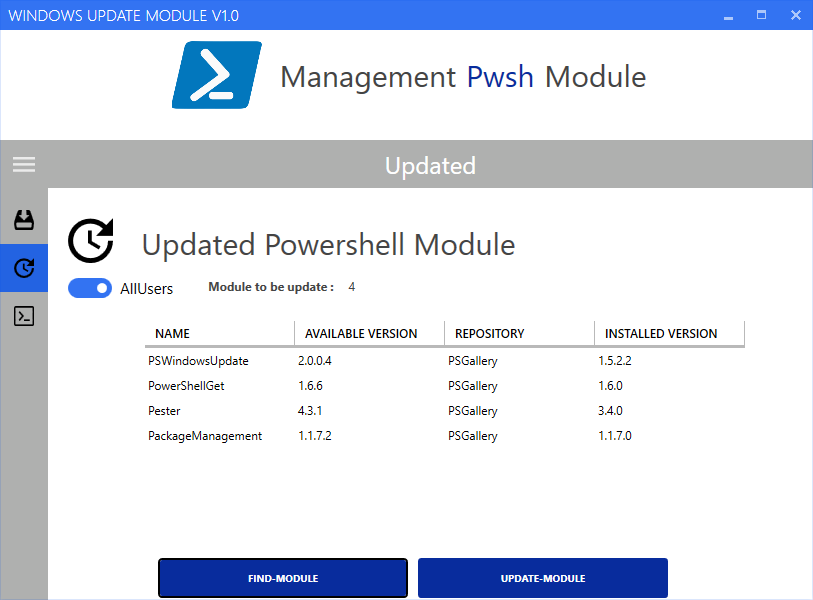 WINDOWS UPDATE MODULE V1.0
Management Pwsh Module
Updated
Updated Powershell Module
AllUsers Module to be update : 4
NAME AVAILABLE VERSION REPOSITORY INSTALLED VERSION
PSWindowsUpdate 2.0.0.4 PSGallery 1.5.2.2
PowerShellGet 1.6.6 PSGallery 1.6.0
Pester 4.3.1 PSGallery 3.4.0
PackageManagement 1.1.7.2 PSGallery 1.1.7.0
FIND-MODULE UPDATE-MODULE